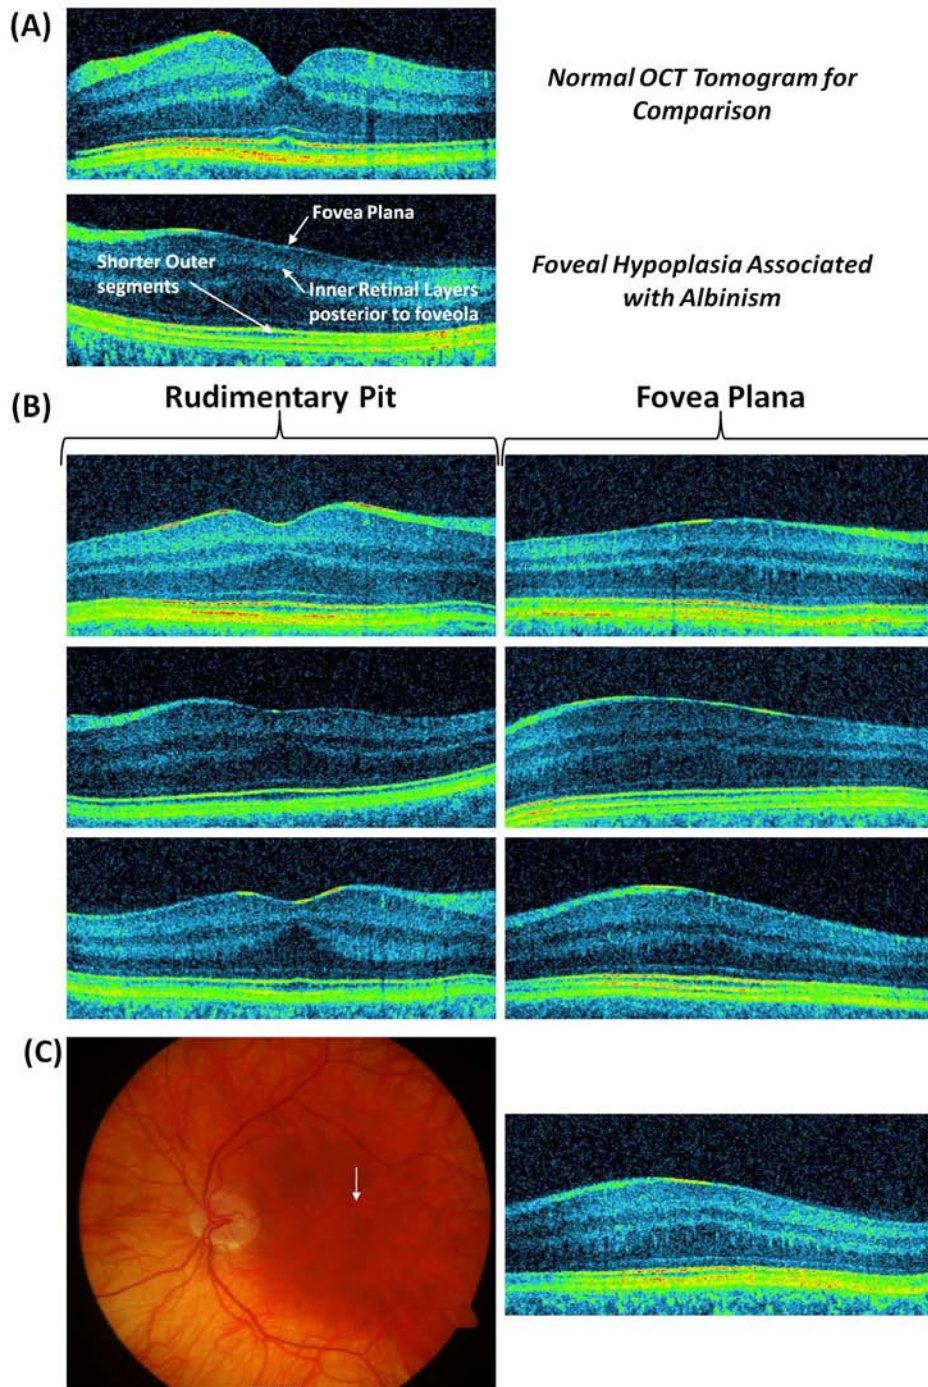 (A)
Normal OCT Tomogram for
Comparison
Fovea Plana
Shorter Outer
segments
Inner Retinal Layers
posterior to foveola
Foveal Hypoplasia Associated
with Albinism
(B)
Rudimentary Pit
Fovea Plana
(C)